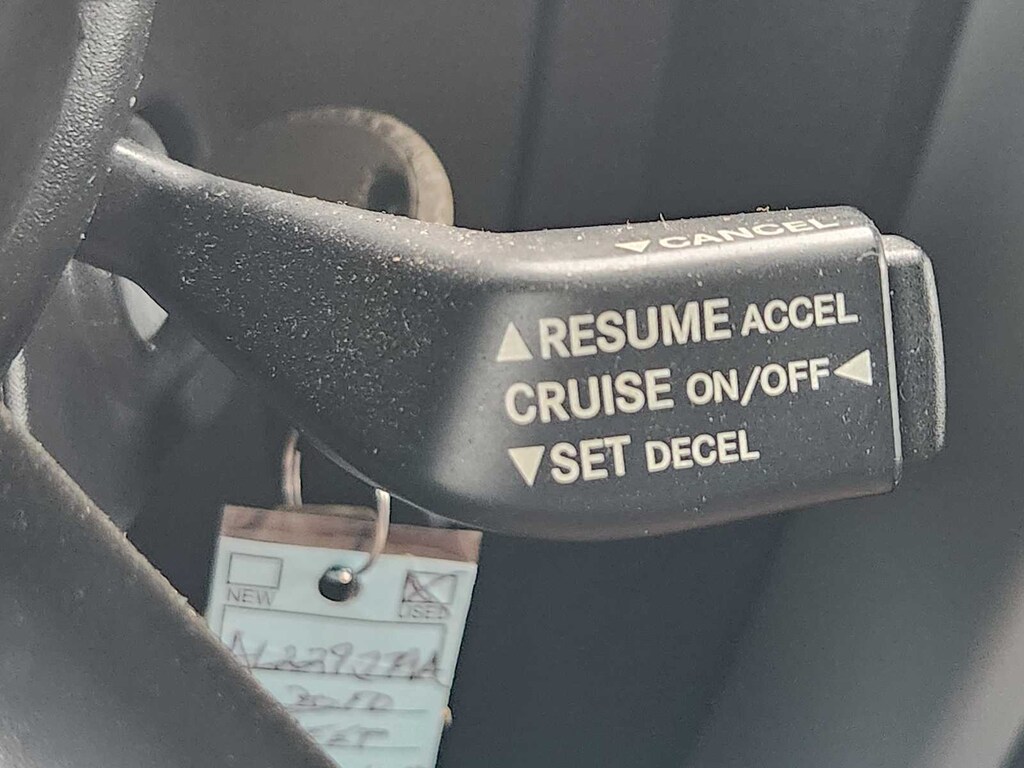 ▼CANCEL
▲RESUME ACCEL
CRUISE ON/OFF◀
▼SET DECEL
NEW USED